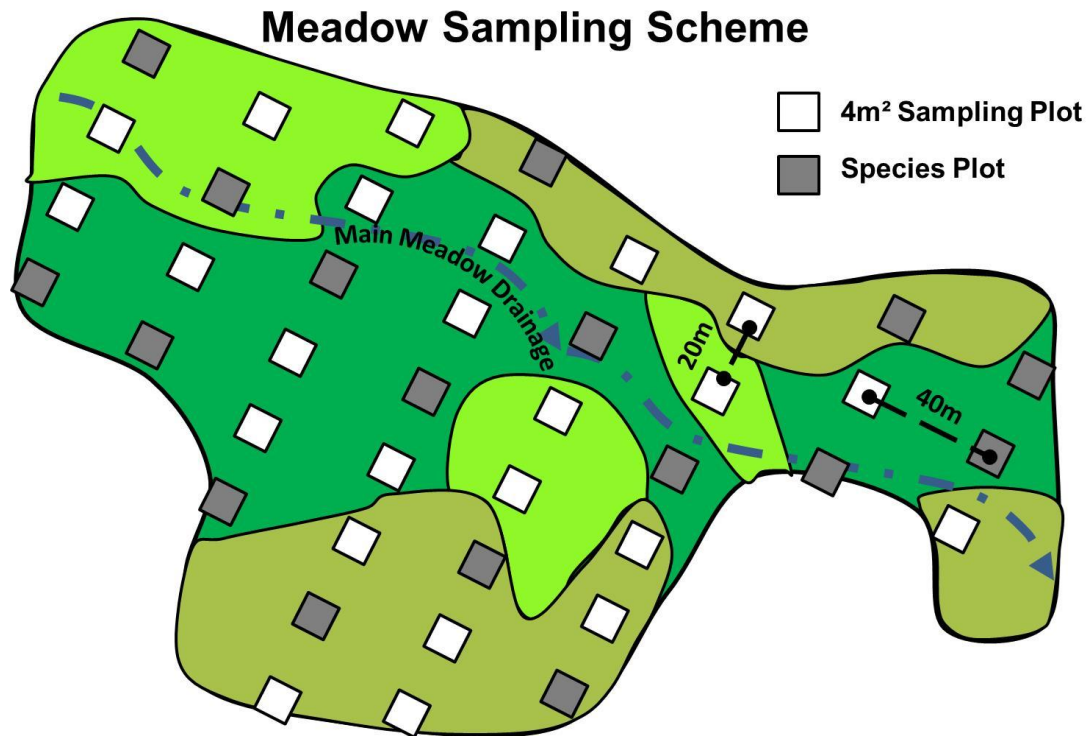 Meadow Sampling Scheme
4m² Sampling Plot
Species Plot
Main Meadow Drainage
20m
40m